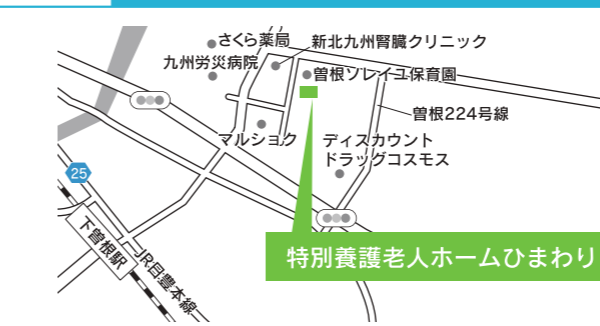 さくら薬局
新北九州腎臓クリニック
九州労災病院
曽根ソレイユ保育園
曽根224号線
マルショク
ディスカウント
ドラッグコスモス
25
下曽根駅
JR日豊本線
特別養護老人ホームひまわり